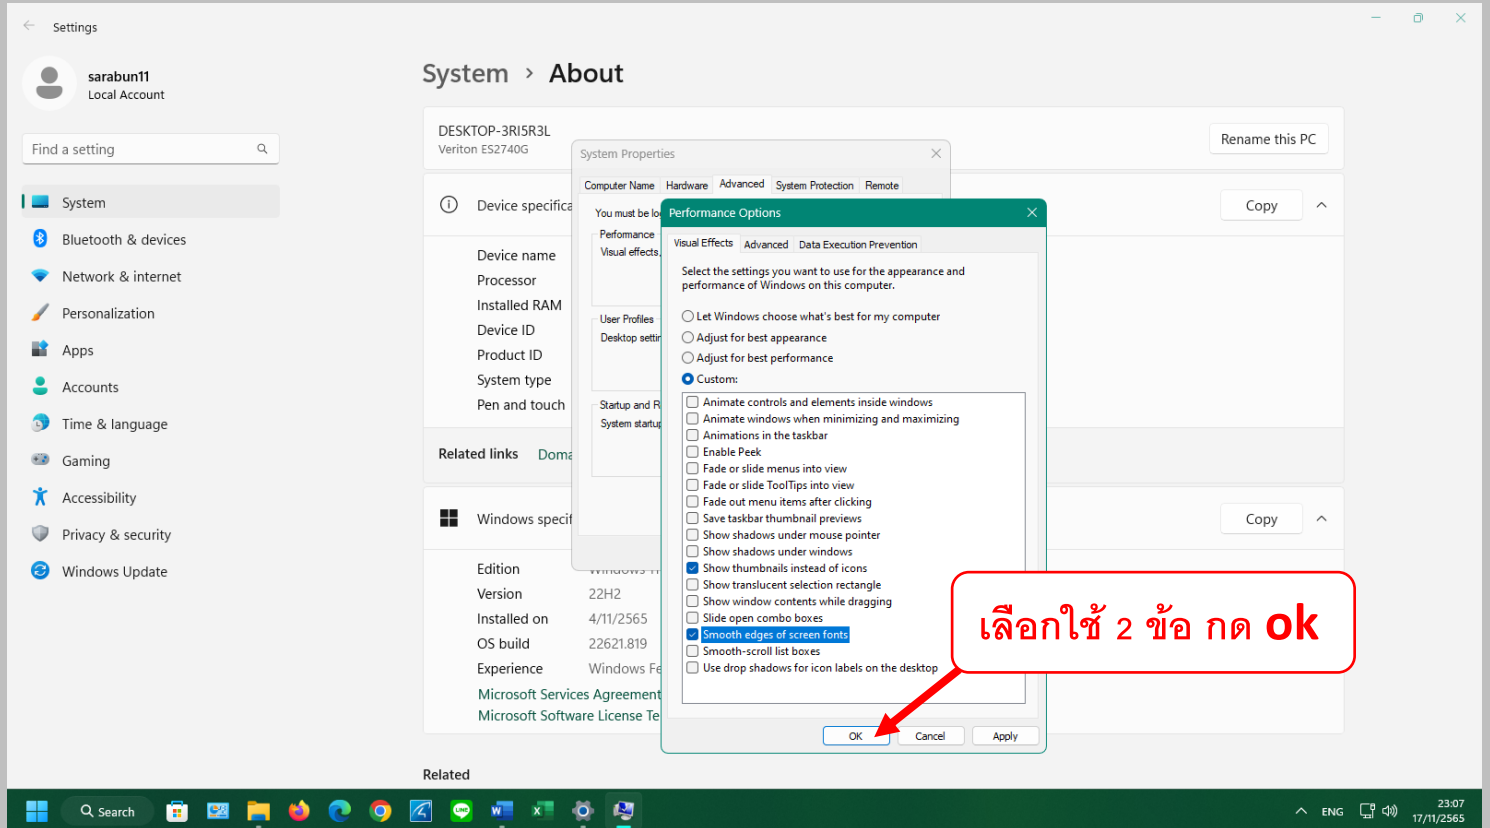 Settings
sarabun11
Local Account
Find a setting
System
Bluetooth & devices
Network & internet
Personalization
Apps
Accounts
Time & language
Gaming
Accessibility
Privacy & security
Windows Update
System > About
DESKTOP-3RI5R3L
Veriton ES2740G
Rename this PC
Device specifica
Copy
Device name
Processor
Installed RAM
Device ID
Product ID
System type
Pen and touch
Related links Doma
Windows specif
Copy
Edition
Version 22H2
Installed on 4/11/2565
OS build 22621.819
Experience Windows Fe
Microsoft Services Agreement
Microsoft Software License Te
Related
System Properties
Computer Name Hardware Advanced System Protection Remote
You must be lo
Performance
Visual effects,
User Profiles
Desktop settin
Startup and R
System startup
Performance Options
Visual Effects Advanced Data Execution Prevention
Select the settings you want to use for the appearance and
performance of Windows on this computer.
Let Windows choose what's best for my computer
Adjust for best appearance
Adjust for best performance
Custom:
Animate controls and elements inside windows
Animate windows when minimizing and maximizing
Animations in the taskbar
Enable Peek
Fade or slide menus into view
Fade or slide ToolTips into view
Fade out menu items after clicking
Save taskbar thumbnail previews
Show shadows under mouse pointer
Show shadows under windows
Show thumbnails instead of icons
Show translucent selection rectangle
Show window contents while dragging
Slide open combo boxes
Smooth edges of screen fonts
Smooth-scroll list boxes
Use drop shadows for icon labels on the desktop
OK Cancel Apply
เลือกใช้ 2 ข้อ กด ok
Search
LINE
ENG
23:07
17/11/2565